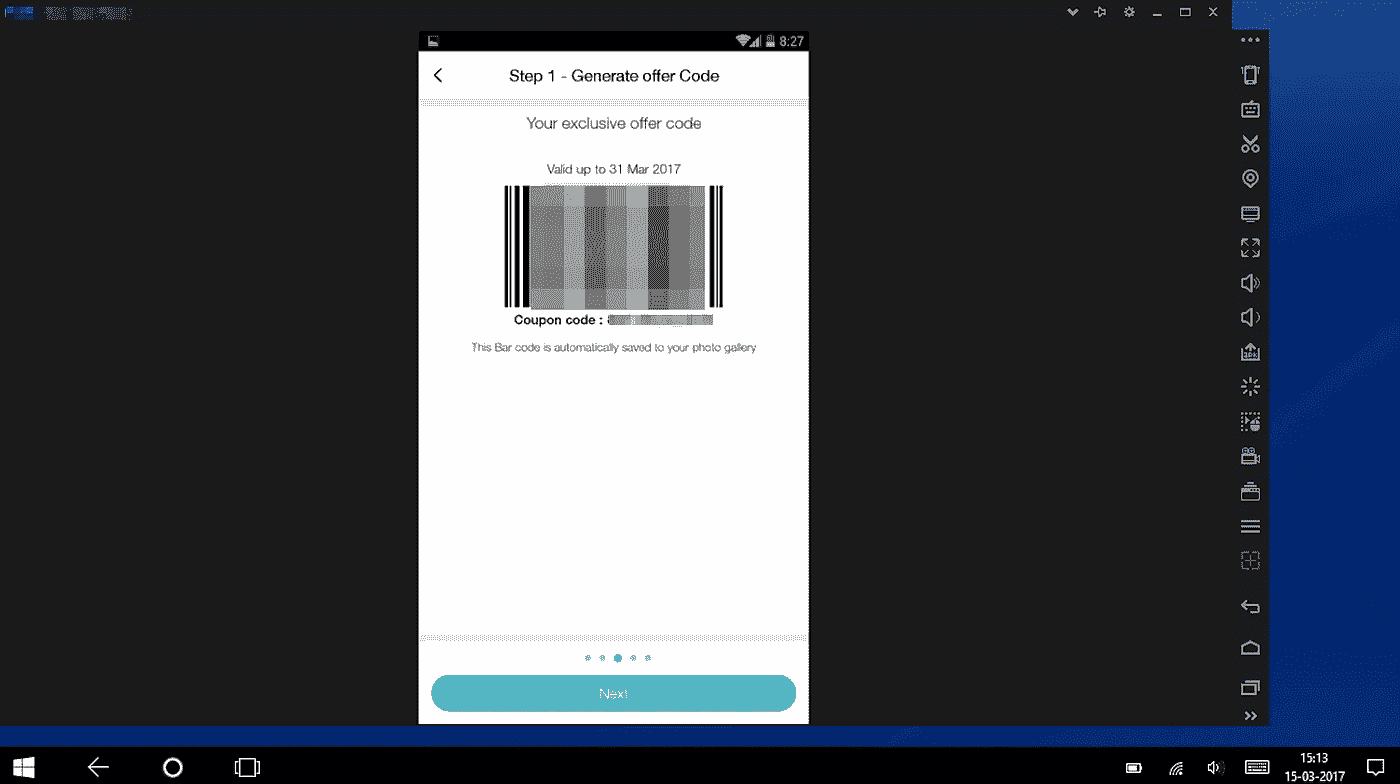 8:27
Step 1 - Generate offer Code
Your exclusive offer code
Valid up to 31 Mar 2017
Coupon code :
This Bar code is automatically saved to your photo gallery
Next
15:13
15-03-2017